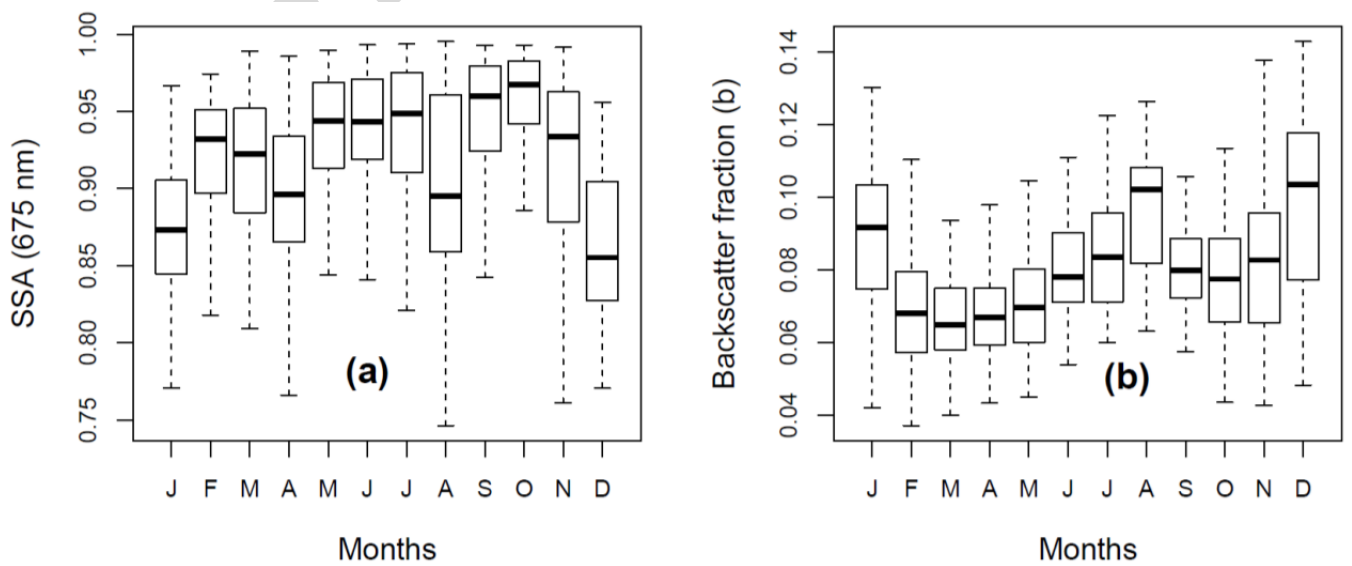 SSA (675 nm)
1.00
0.95
0.90
0.85
0.80
0.75
(a)
J F M A M J J A S O N D
Months
Backscatter fraction (b)
0.14
0.12
0.10
0.08
0.06
0.04
(b)
J F M A M J J A S O N D
Months